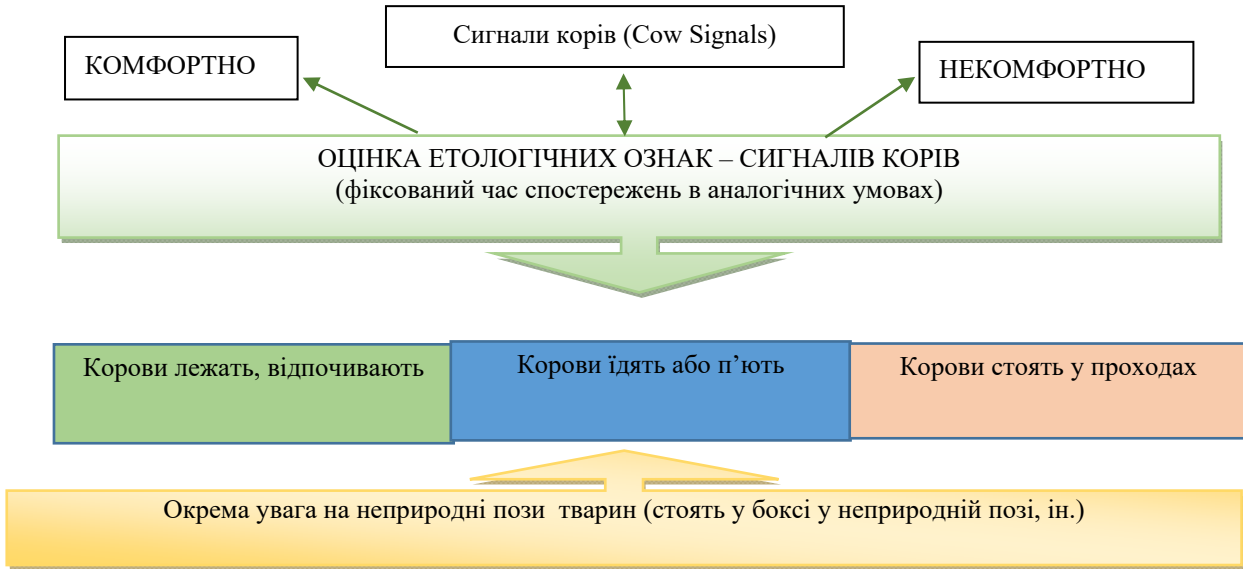 Сигнали корів (Cow Signals)
КОМФОРТНО
НЕКОМФОРТНО
ОЦІНКА ЕТОЛОГІЧНИХ ОЗНАК – СИГНАЛІВ КОРІВ
(фіксований час спостережень в аналогічних умовах)
Корови лежать, відпочивають
Корови їдять або п’ють
Корови стоять у проходах
Окрема увага на неприродні пози тварин (стоять у боксі у неприродній позі, ін.)